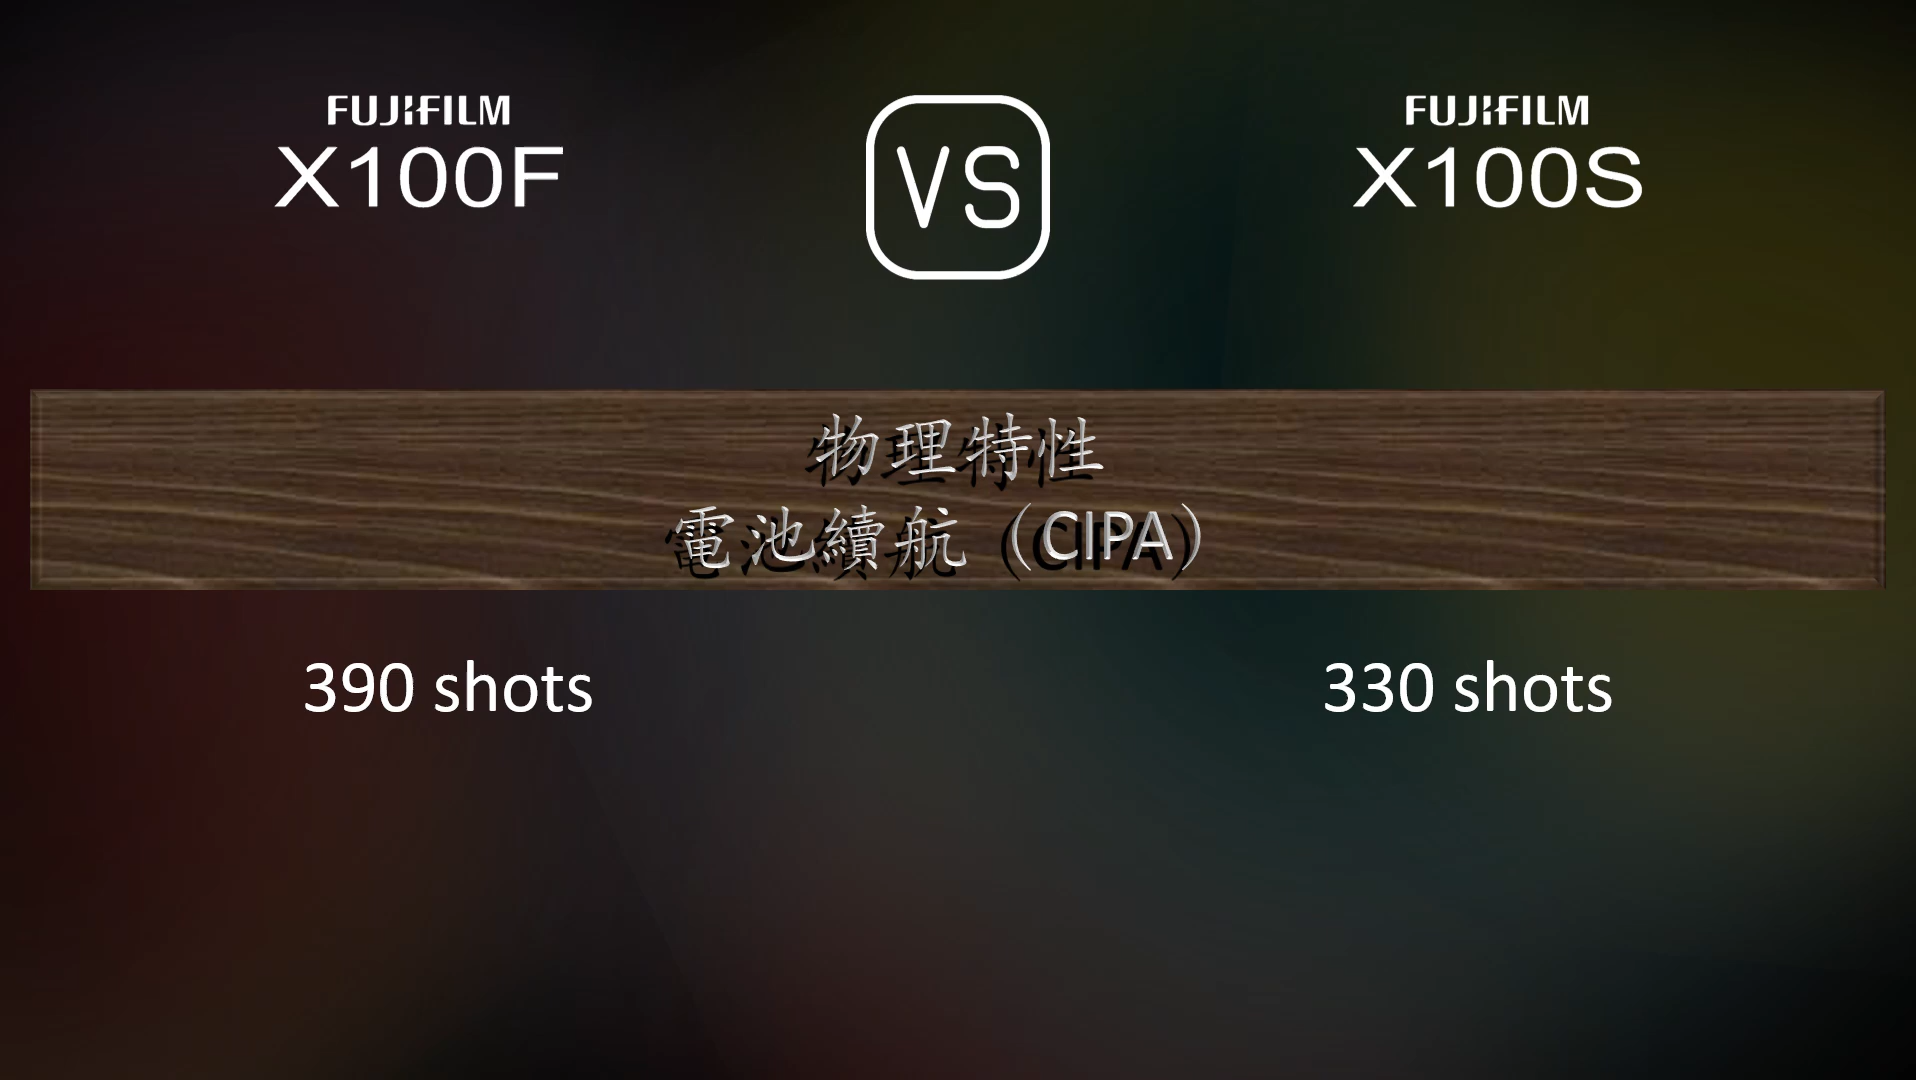 FUJIFILM
X100F
VS
FUJIFILM
X100S
物理特性
電池續航（CIPA）
390 shots
330 shots